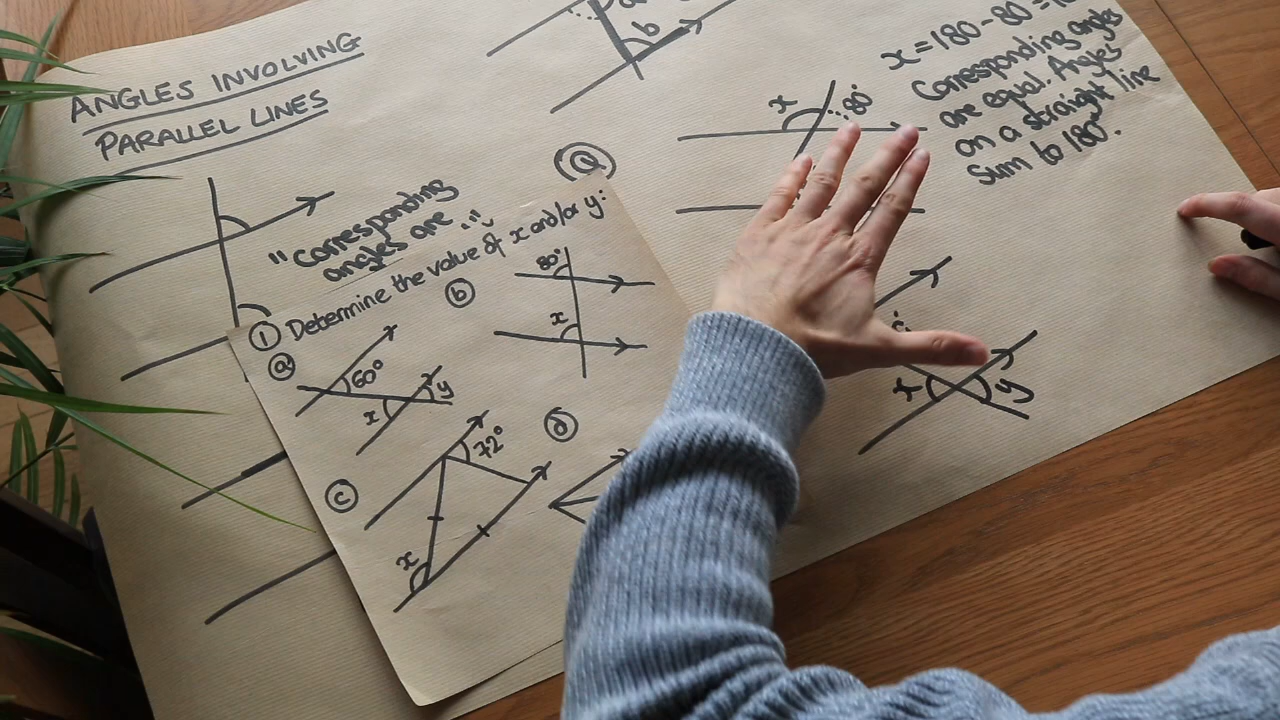 ANGLES INVOLVING
PARALLEL LINES
"Corresponding
angles are "
① Determine the value of x and/or y:
ⓐ
60°
x
y
ⓑ
80°
x
ⓒ
72°
x
ⓓ
b
ⓐ
x
80°
x = 180 - 80 =
Corresponding angles
are equal. Angles
on a straight line
sum to 180°.
x
y